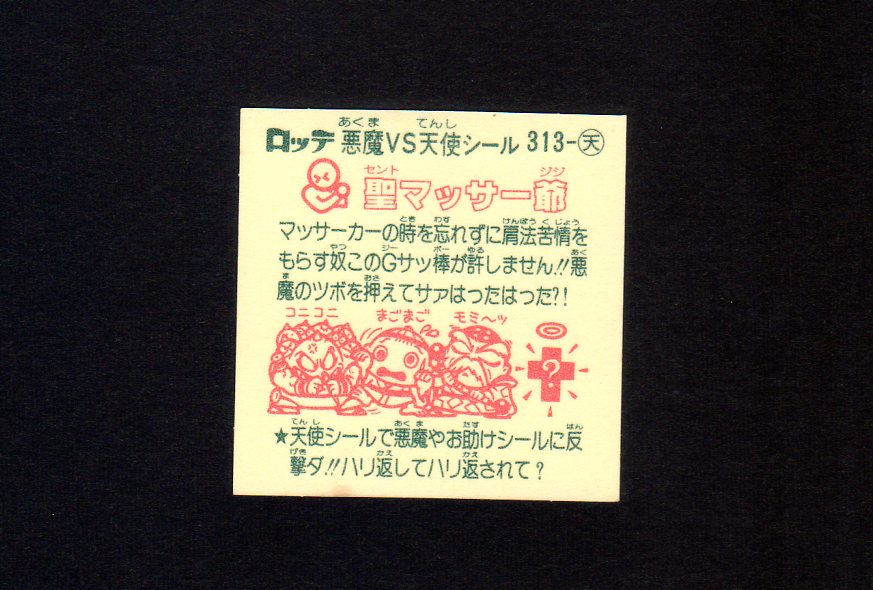 ロッテ 悪魔VS天使シール 313-天
聖マッサー爺
マッサーカーの時を忘れずに肩法苦情を
もらす奴このGサッ棒が許しません!!悪
魔のツボを押えてサァはったはった?!
コニコニ まごまご モミ〜ッ
?
★天使シールで悪魔やお助けシールに反
撃ダ!!ハリ返してハリ返されて?